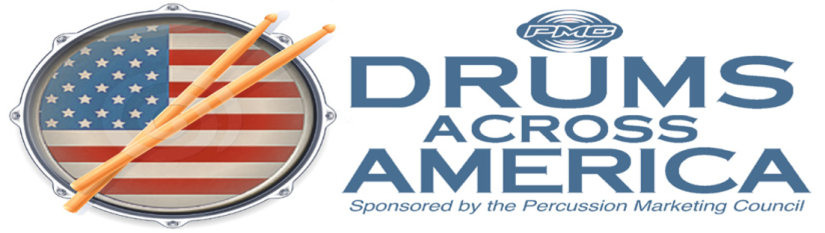 PMC
DRUMS
ACROSS
AMERICA
Sponsored by the Percussion Marketing Council